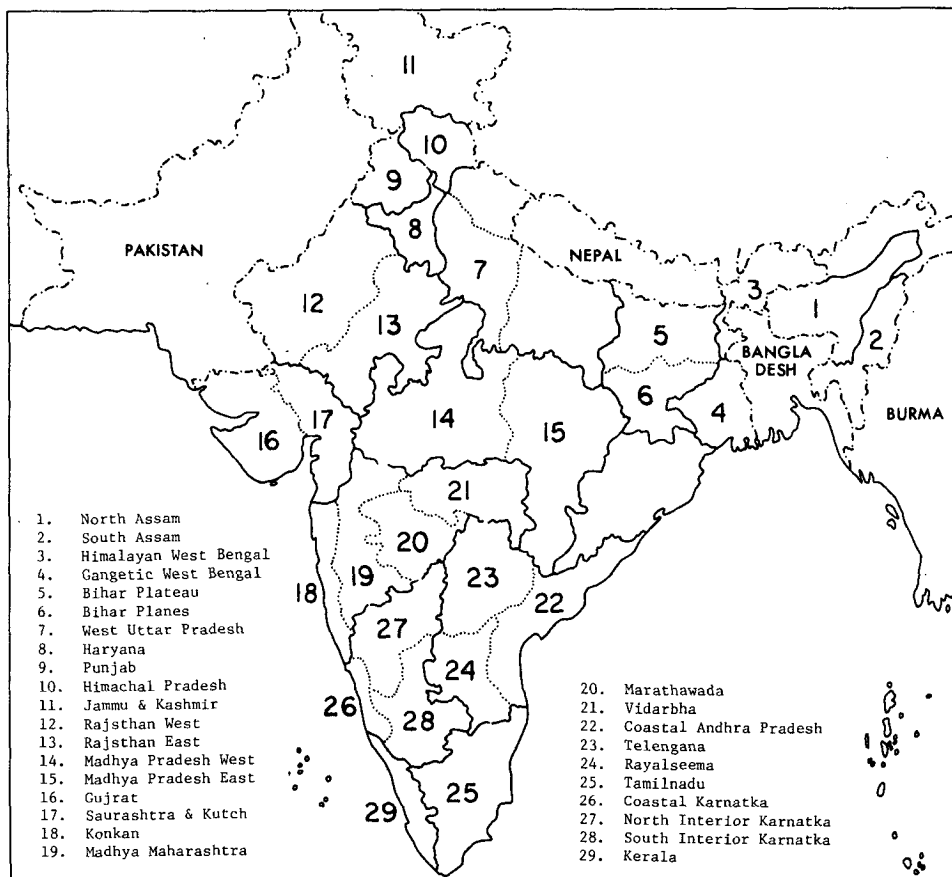 11
10
9
8
PAKISTAN
NEPAL
7
3
12
1
13
5
2
BANGLA
DESH
6
4
BURMA
17
14
16
15
21
20
19
23
18
22
27
24
26
28
25
29
1. North Assam
2. South Assam
3. Himalayan West Bengal
4. Gangetic West Bengal
5. Bihar Plateau
6. Bihar Planes
7. West Uttar Pradesh
8. Haryana
9. Punjab
10. Himachal Pradesh
11. Jammu & Kashmir
12. Rajsthan West
13. Rajsthan East
14. Madhya Pradesh West
15. Madhya Pradesh East
16. Gujrat
17. Saurashtra & Kutch
18. Konkan
19. Madhya Maharashtra
20. Marathawada
21. Vidarbha
22. Coastal Andhra Pradesh
23. Telengana
24. Rayalseema
25. Tamilnadu
26. Coastal Karnatka
27. North Interior Karnatka
28. South Interior Karnatka
29. Kerala